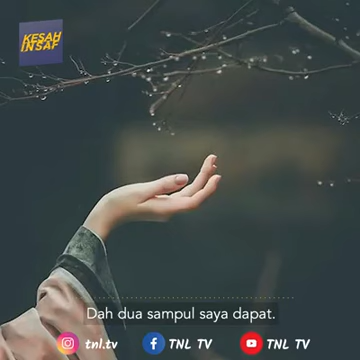 KESAH
INSAF
Dah dua sampul saya dapat.
tnl.tv TNL TV TNL TV